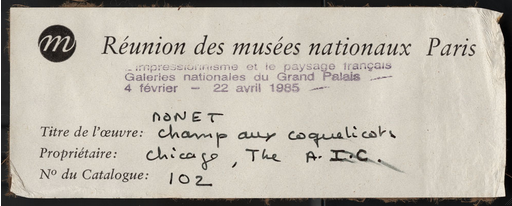 m Réunion des musées nationaux Paris
L'impressionnisme et le paysage français
Galeries nationales du Grand Palais
4 février - 22 avril 1985
MONET
Titre de l'œuvre: Champ aux coquelicots
Propriétaire: Chicago, The A.I.C.
Nº du Catalogue: 102